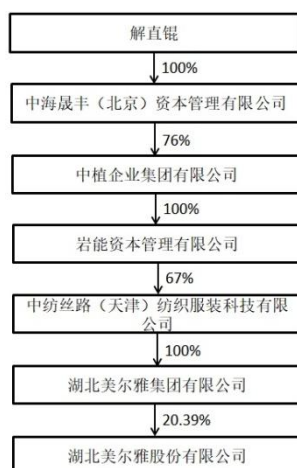 解直锟
100%
中海晟丰（北京）资本管理有限公司
76%
中植企业集团有限公司
100%
岩能资本管理有限公司
67%
中纺丝路（天津）纺织服装科技有限
公司
100%
湖北美尔雅集团有限公司
20.39%
湖北美尔雅股份有限公司